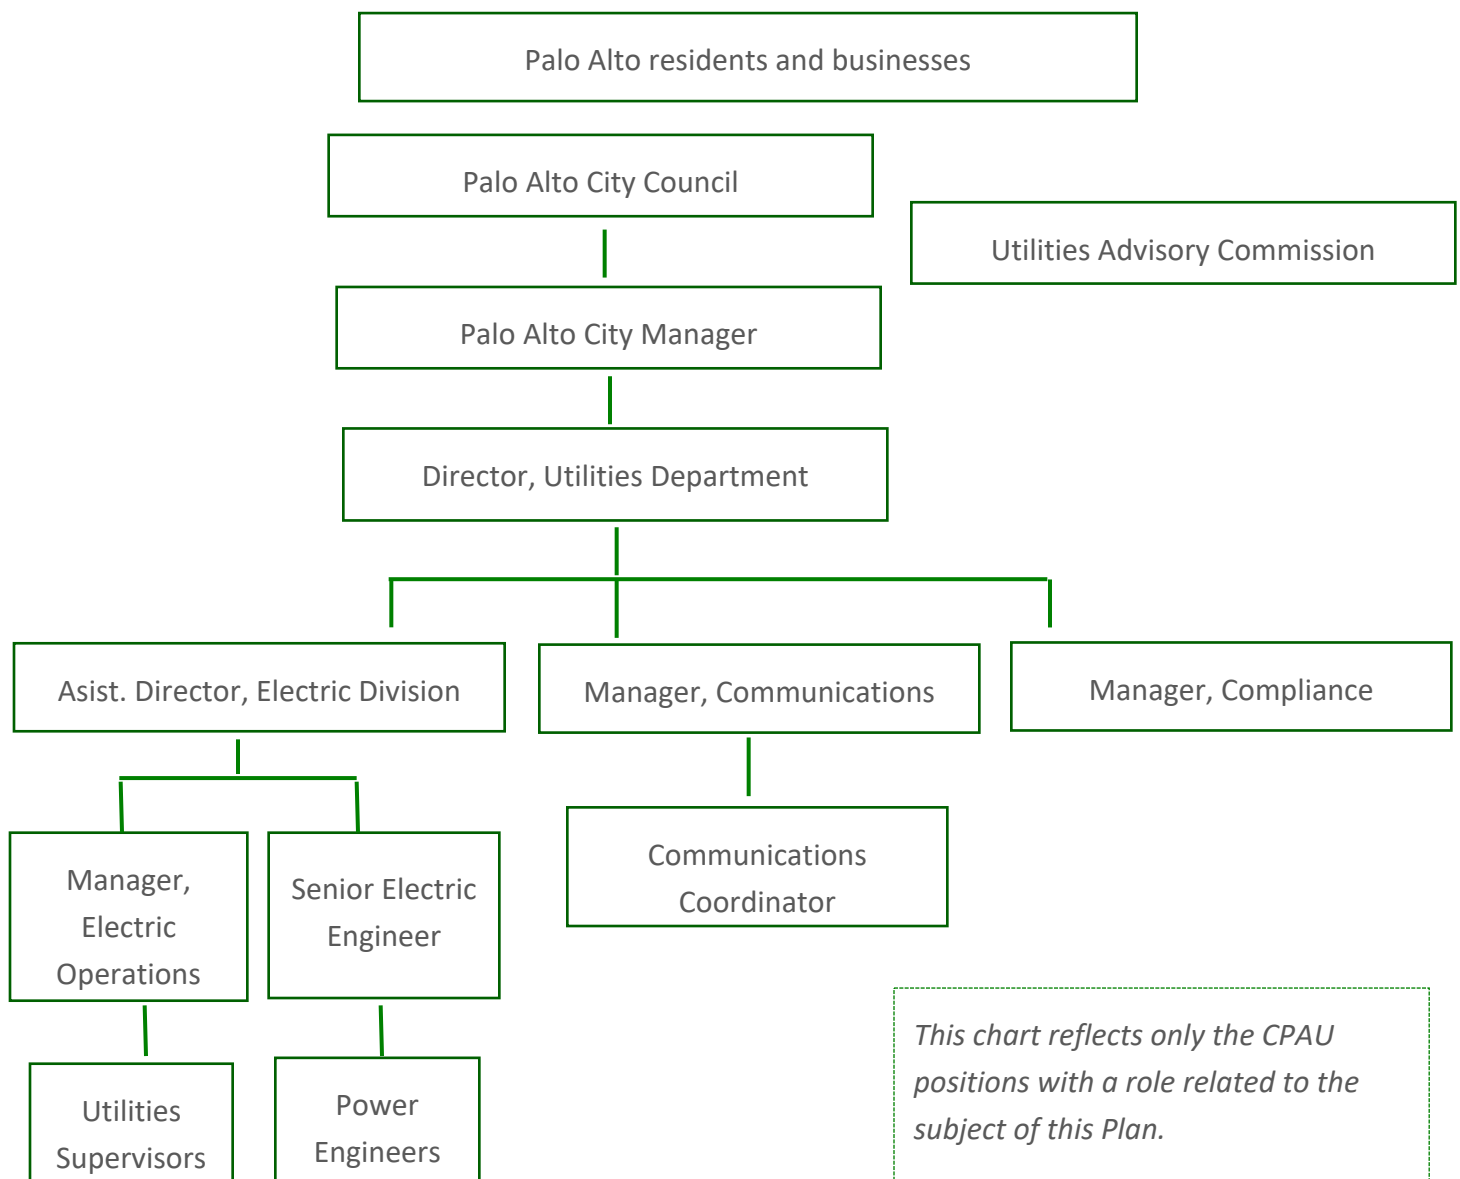 Palo Alto residents and businesses
Palo Alto City Council
Utilities Advisory Commission
Palo Alto City Manager
Director, Utilities Department
Asist. Director, Electric Division
Manager, Communications
Manager, Compliance
Manager,
Electric
Operations
Senior Electric
Engineer
Communications
Coordinator
Utilities
Supervisors
Power
Engineers
This chart reflects only the CPAU
positions with a role related to the
subject of this Plan.